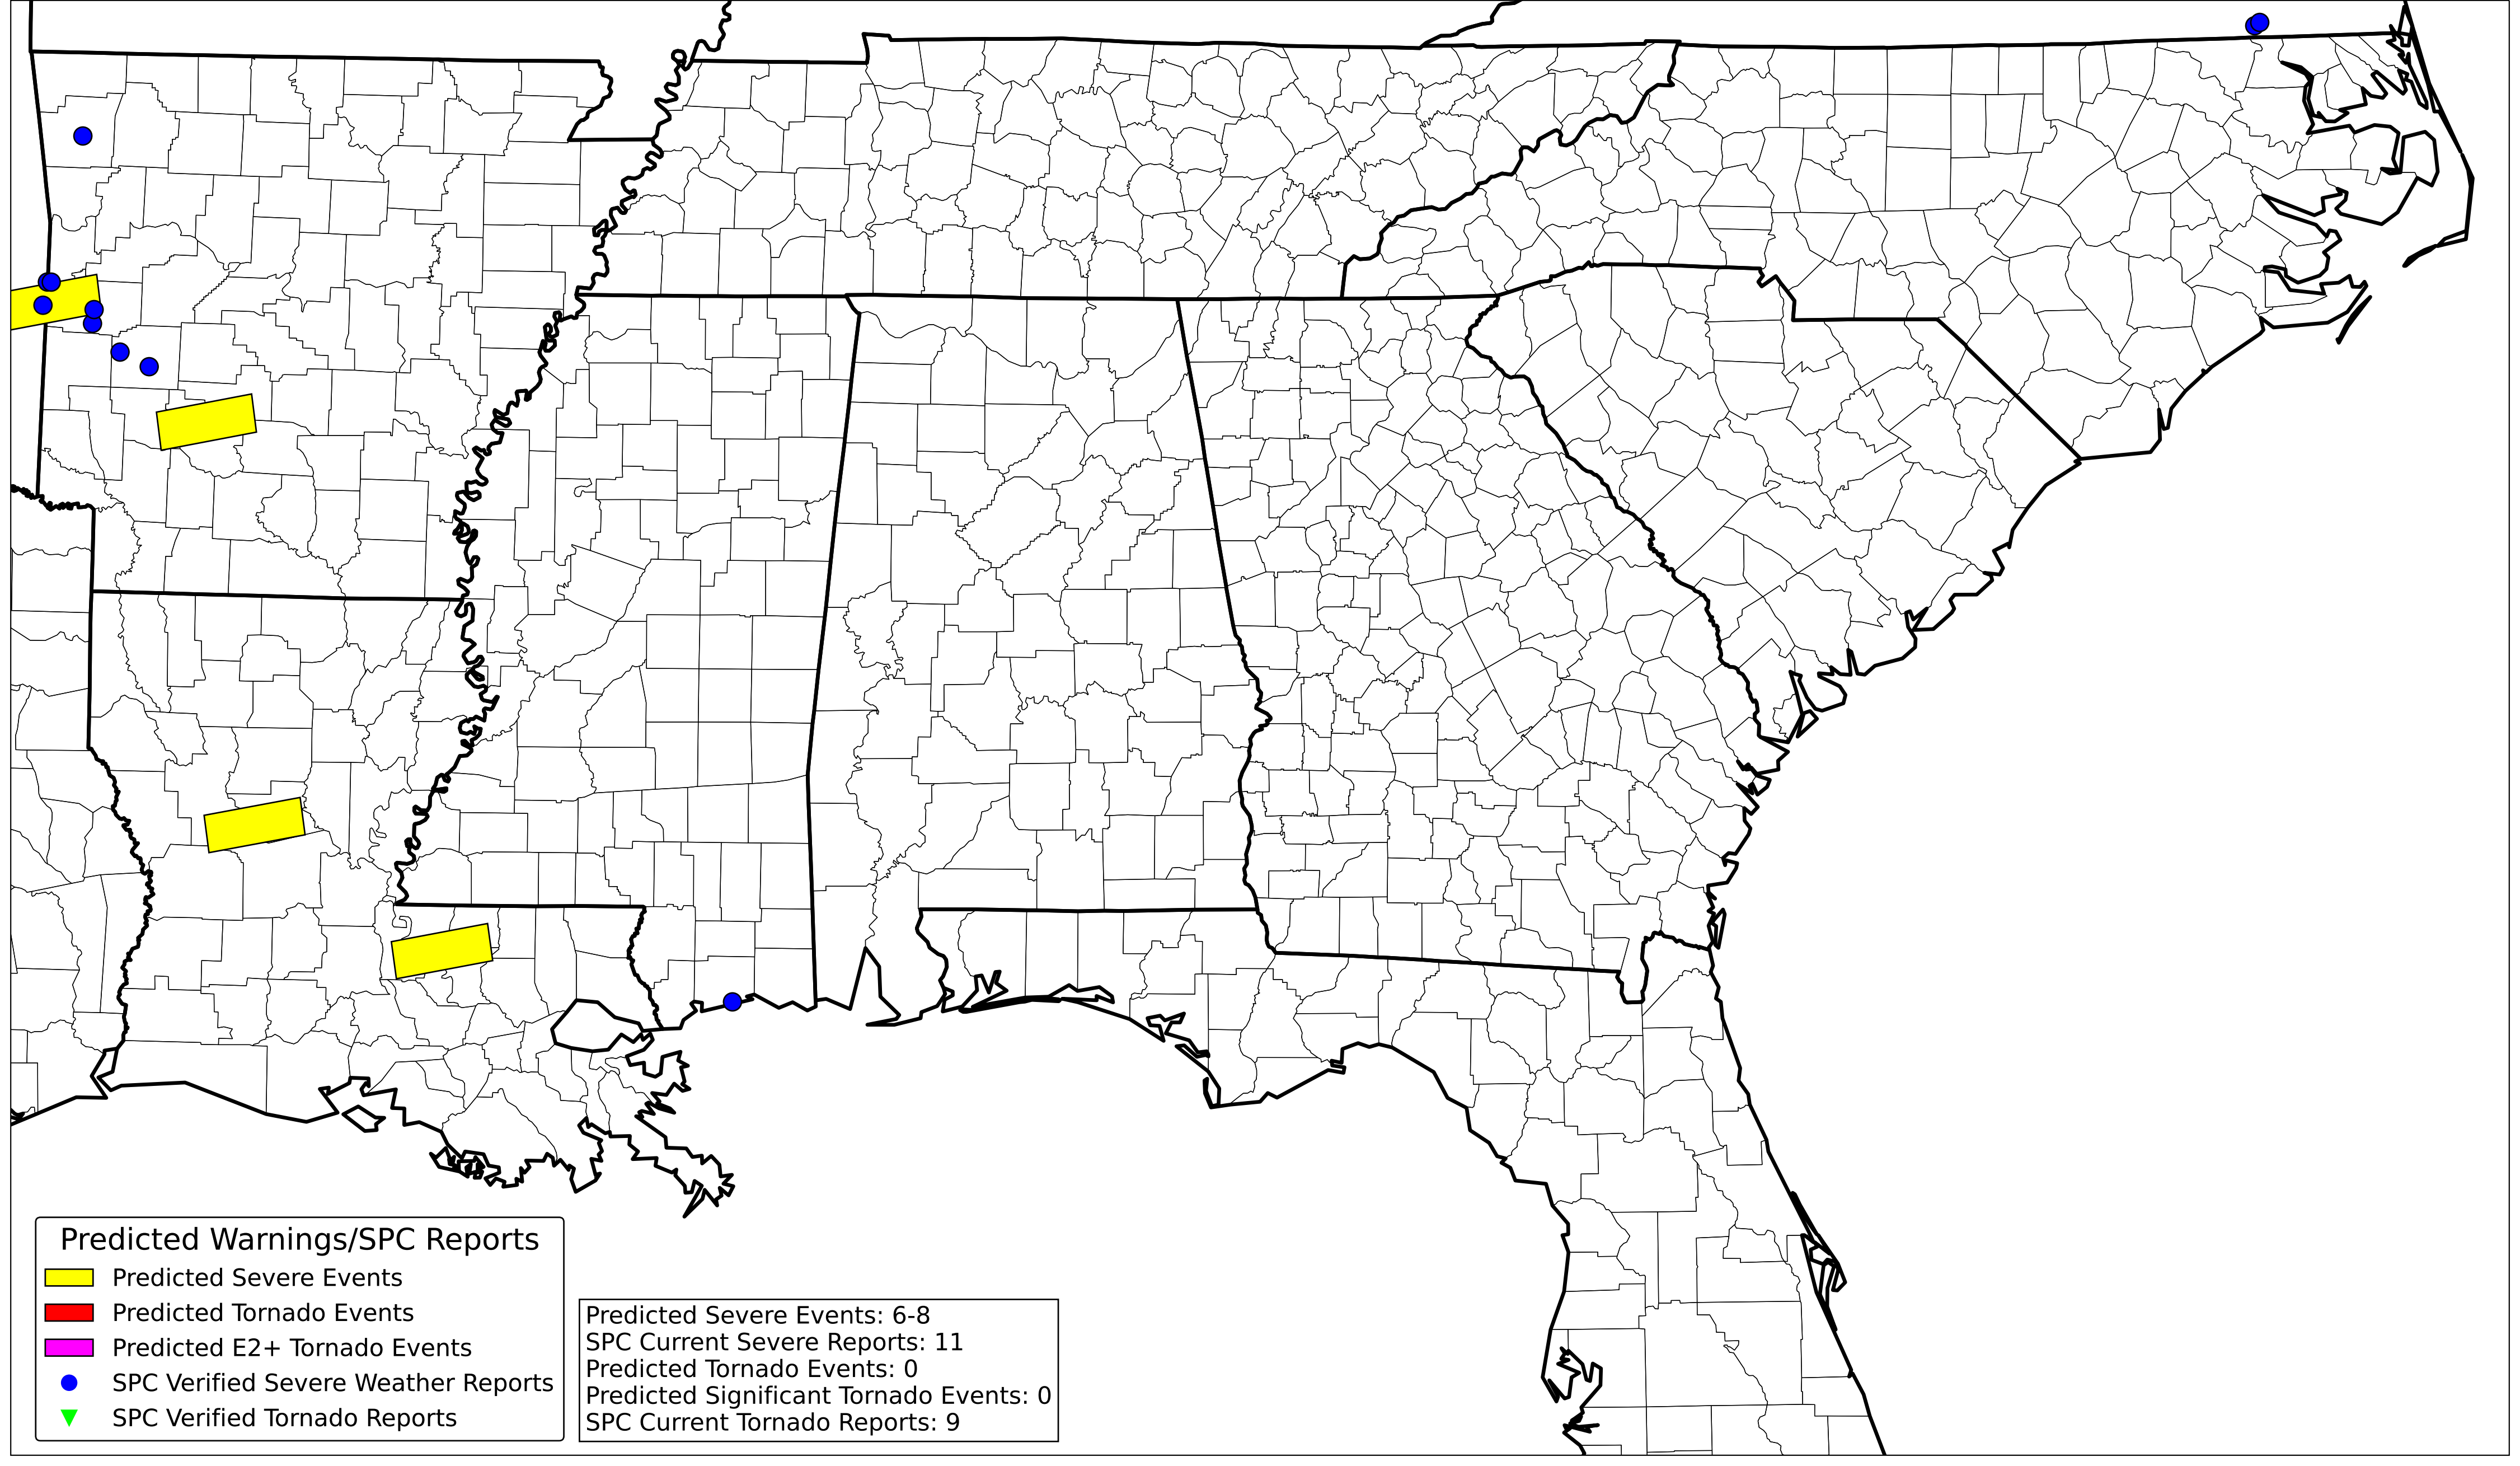 Predicted Warnings/SPC Reports
Predicted Severe Events
Predicted Tornado Events
Predicted E2+ Tornado Events
SPC Verified Severe Weather Reports
SPC Verified Tornado Reports
Predicted Severe Events: 6-8
SPC Current Severe Reports: 11
Predicted Tornado Events: 0
Predicted Significant Tornado Events: 0
SPC Current Tornado Reports: 9